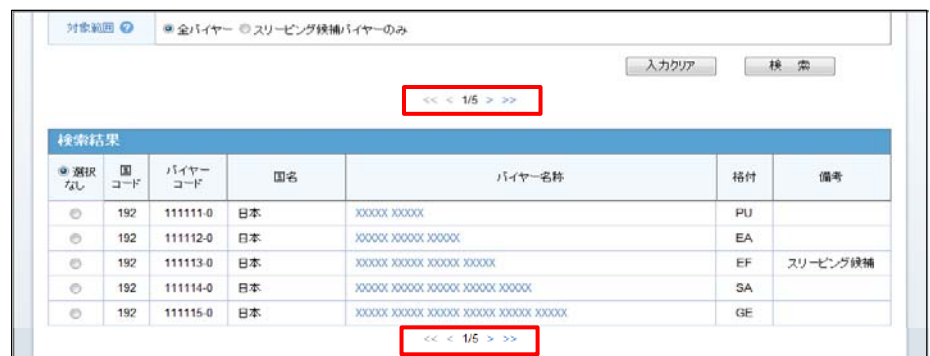 対象範囲 ? 全バイヤー スリーピング候補バイヤーのみ
入力クリア 検 索
<< < 1/5 > >>
検索結果
選択なし 国コード バイヤーコード 国名 バイヤー名称 格付 備考
192 111111-0 日本 XXXXX XXXXX PU
192 111112-0 日本 XXXXX XXXXX XXXXX EA
192 111113-0 日本 XXXXX XXXXX XXXXX XXXXX EF スリーピング候補
192 111114-0 日本 XXXXX XXXXX XXXXX XXXXX XXXXX SA
192 111115-0 日本 XXXXX XXXXX XXXXX XXXXX XXXXX XXXXX GE
<< < 1/5 > >>